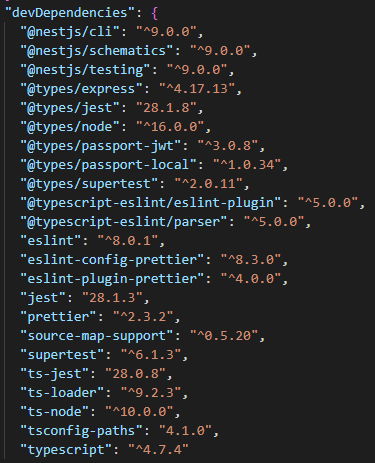 "devDependencies": {
"@nestjs/cli": "^9.0.0",
"@nestjs/schematics": "^9.0.0",
"@nestjs/testing": "^9.0.0",
"@types/express": "^4.17.13",
"@types/jest": "28.1.8",
"@types/node": "^16.0.0",
"@types/passport-jwt": "^3.0.8",
"@types/passport-local": "^1.0.34",
"@types/supertest": "^2.0.11",
"@typescript-eslint/eslint-plugin": "^5.0.0",
"@typescript-eslint/parser": "^5.0.0",
"eslint": "^8.0.1",
"eslint-config-prettier": "^8.3.0",
"eslint-plugin-prettier": "^4.0.0",
"jest": "28.1.3",
"prettier": "^2.3.2",
"source-map-support": "^0.5.20",
"supertest": "^6.1.3",
"ts-jest": "28.0.8",
"ts-loader": "^9.2.3",
"ts-node": "^10.0.0",
"tsconfig-paths": "4.1.0",
"typescript": "^4.7.4"